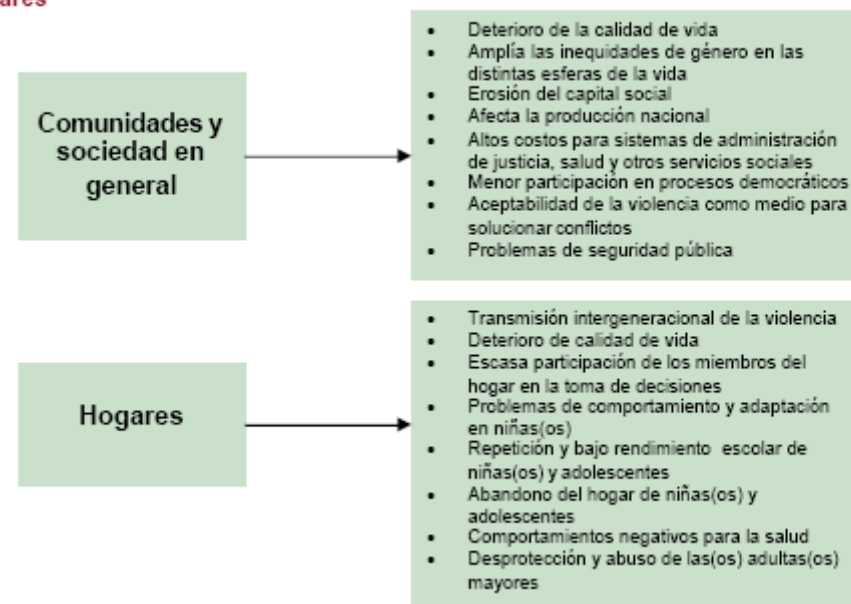 Comunidades y
sociedad en
general
• Deterioro de la calidad de vida
• Amplía las inequidades de género en las
distintas esferas de la vida
• Erosión del capital social
• Afecta la producción nacional
• Altos costos para sistemas de administración
de justicia, salud y otros servicios sociales
• Menor participación en procesos democráticos
• Aceptabilidad de la violencia como medio para
solucionar conflictos
• Problemas de seguridad pública
Hogares
• Transmisión intergeneracional de la violencia
• Deterioro de calidad de vida
• Escasa participación de los miembros del
hogar en la toma de decisiones
• Problemas de comportamiento y adaptación
en niñas(os)
• Repetición y bajo rendimiento escolar de
niñas(os) y adolescentes
• Abandono del hogar de niñas(os) y
adolescentes
• Comportamientos negativos para la salud
• Desprotección y abuso de las(os) adultas(os)
mayores